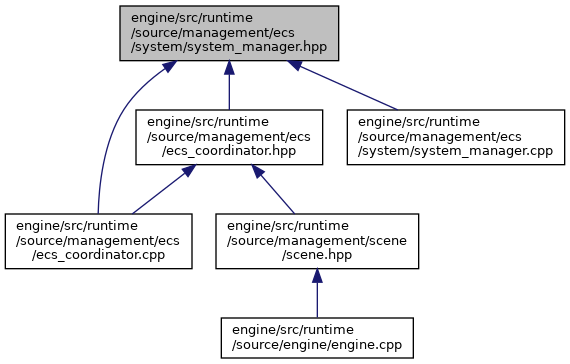 engine/src/runtime
/source/management/ecs
/system/system_manager.hpp
engine/src/runtime
/source/management/ecs
/ecs_coordinator.hpp
engine/src/runtime
/source/management/ecs
/system/system_manager.cpp
engine/src/runtime
/source/management/ecs
/ecs_coordinator.cpp
engine/src/runtime
/source/management/scene
/scene.hpp
engine/src/runtime
/source/engine/engine.cpp